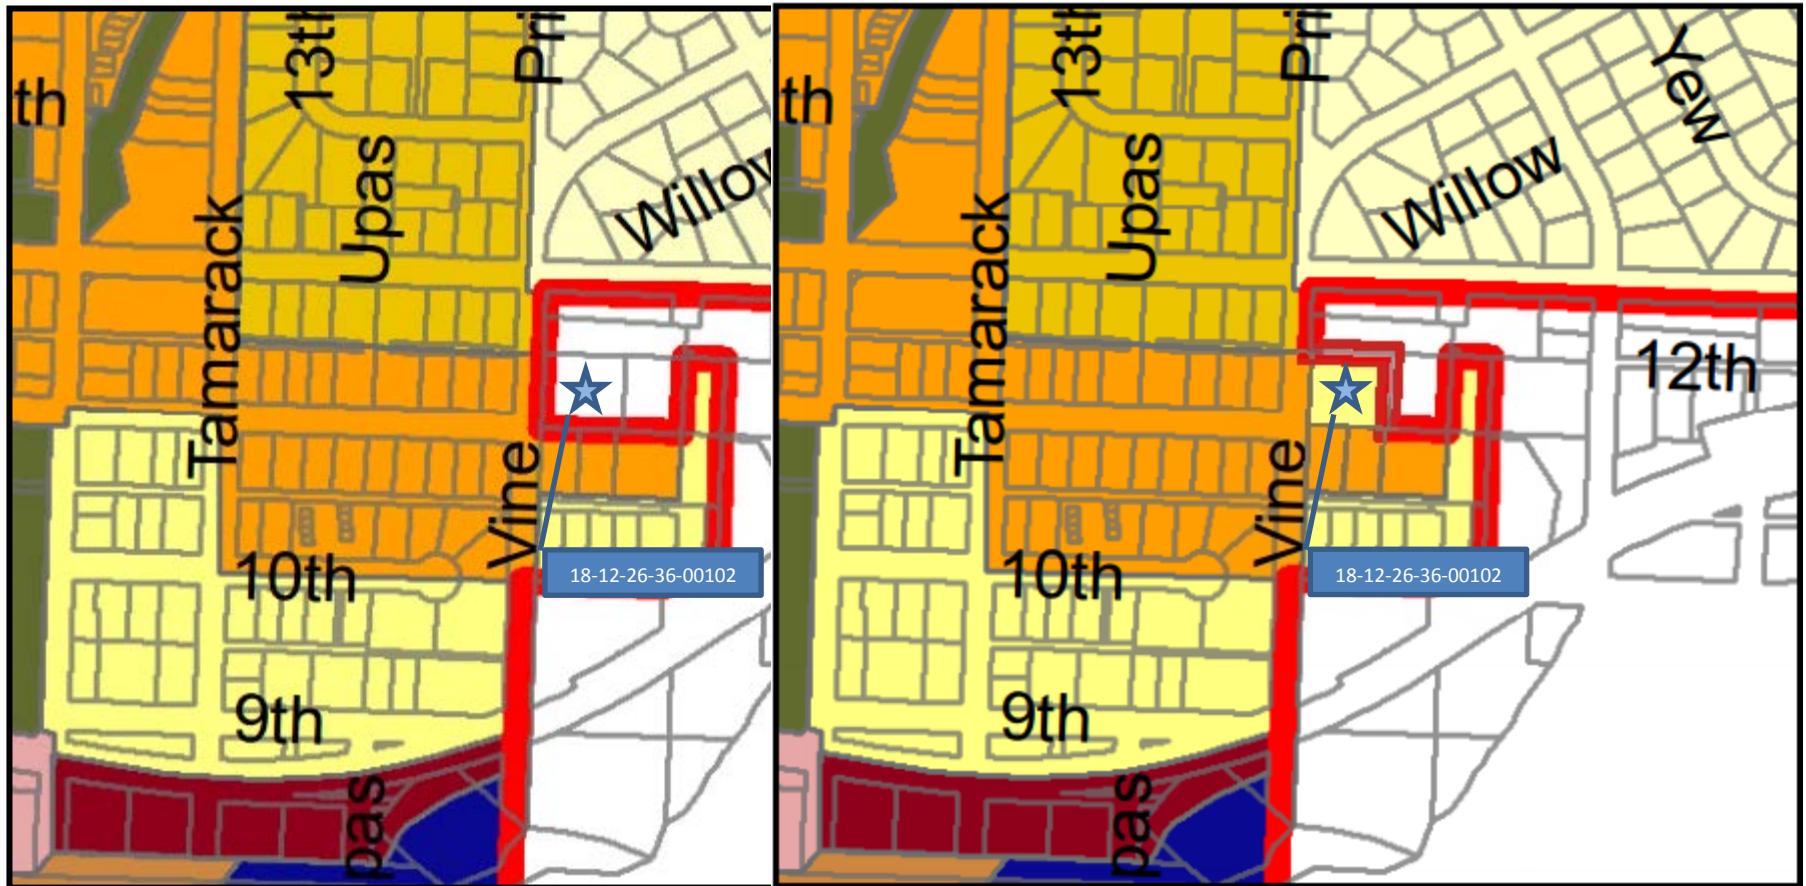 th
13th
Upas
Pri
Willow
Tamarack
Vine
10th
18-12-26-36-00102
9th
pas
th
13th
Upas
Pri
Willow
Yew
12th
Tamarack
Vine
10th
18-12-26-36-00102
9th
pas